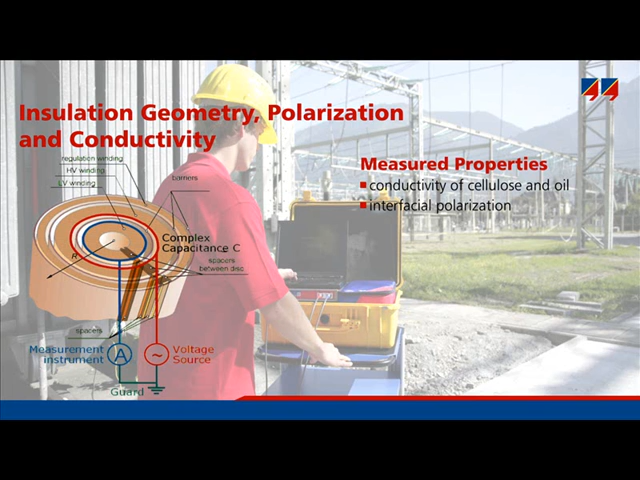 Insulation Geometry, Polarization
and Conductivity
Measured Properties
conductivity of cellulose and oil
interfacial polarization
regulation winding
HV winding
LV winding
barriers
Complex
Capacitance C
spacers
between disc
R
spacers
Measurement
instrument
A
~
Voltage
Source
Guard